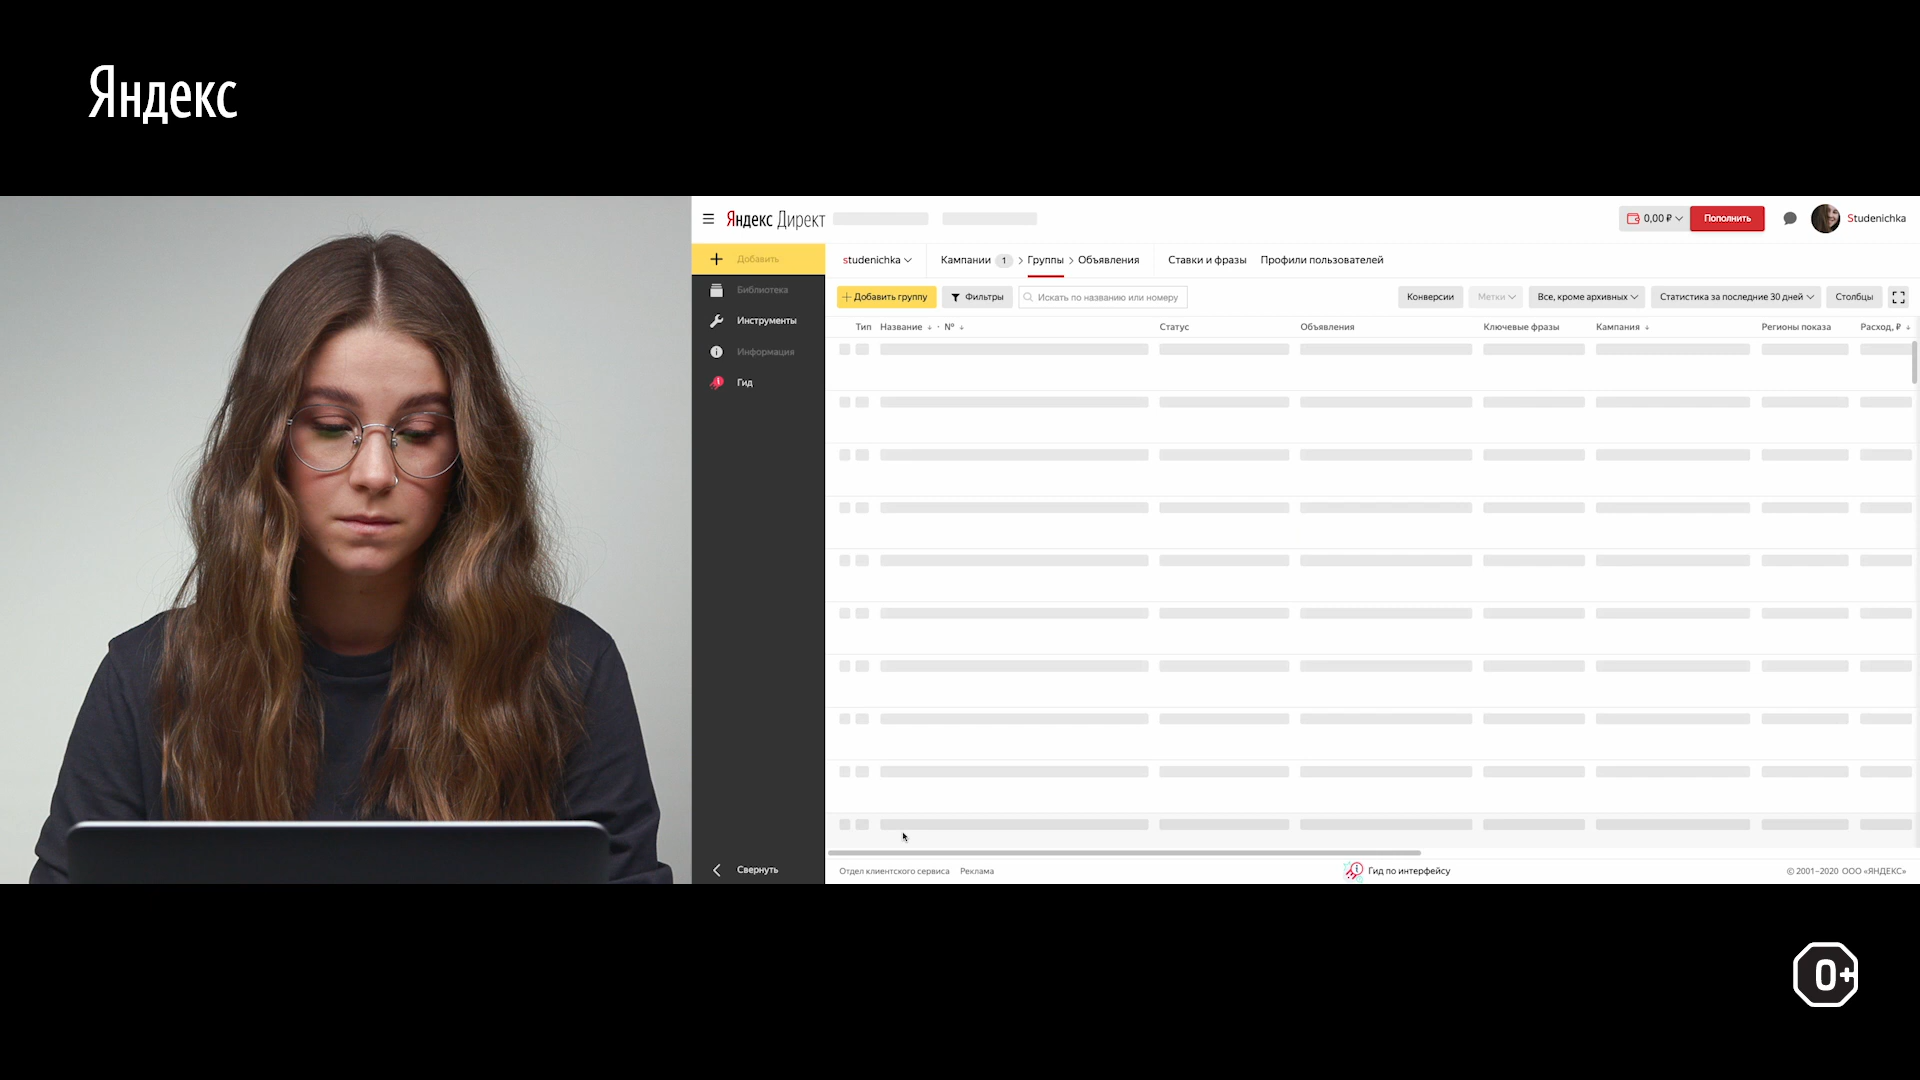 Яндекс
Яндекс Директ
0,00 ₽
Пополнить
Studenichka
Добавить
studenichka
Кампании 1
Группы
Объявления
Ставки и фразы
Профили пользователей
Библиотека
Добавить группу
Фильтры
Искать по названию или номеру
Конверсии
Метки
Все, кроме архивных
Статистика за последние 30 дней
Столбцы
Инструменты
Тип
Название ↓ · № ↓
Статус
Объявления
Ключевые фразы
Кампания ↓
Регионы показа
Расход, ₽ ↓
Информация
Гид
Свернуть
Отдел клиентского сервиса
Реклама
Гид по интерфейсу
© 2001–2020 ООО «ЯНДЕКС»
0+